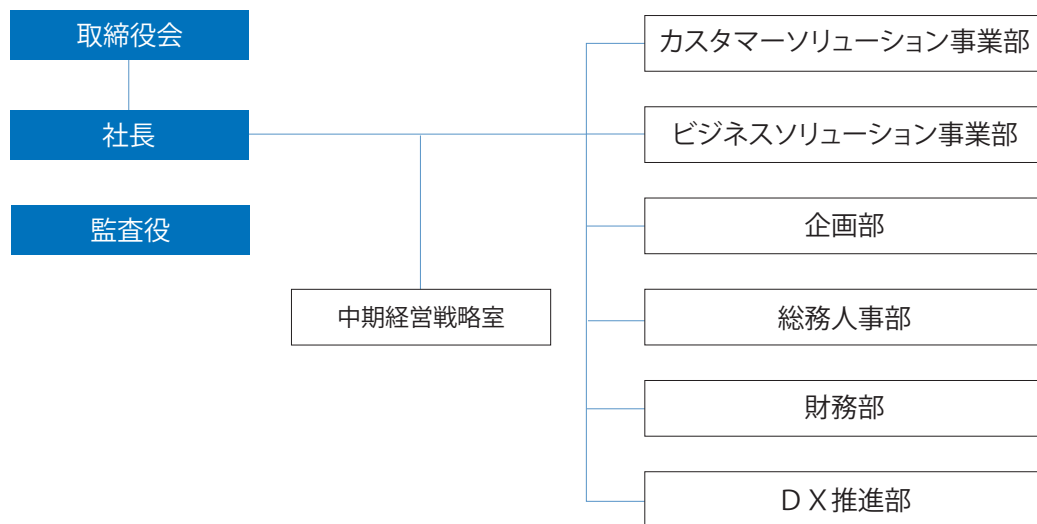 取締役会
社長
監査役
中期経営戦略室
カスタマーソリューション事業部
ビジネスソリューション事業部
企画部
総務人事部
財務部
ＤＸ推進部